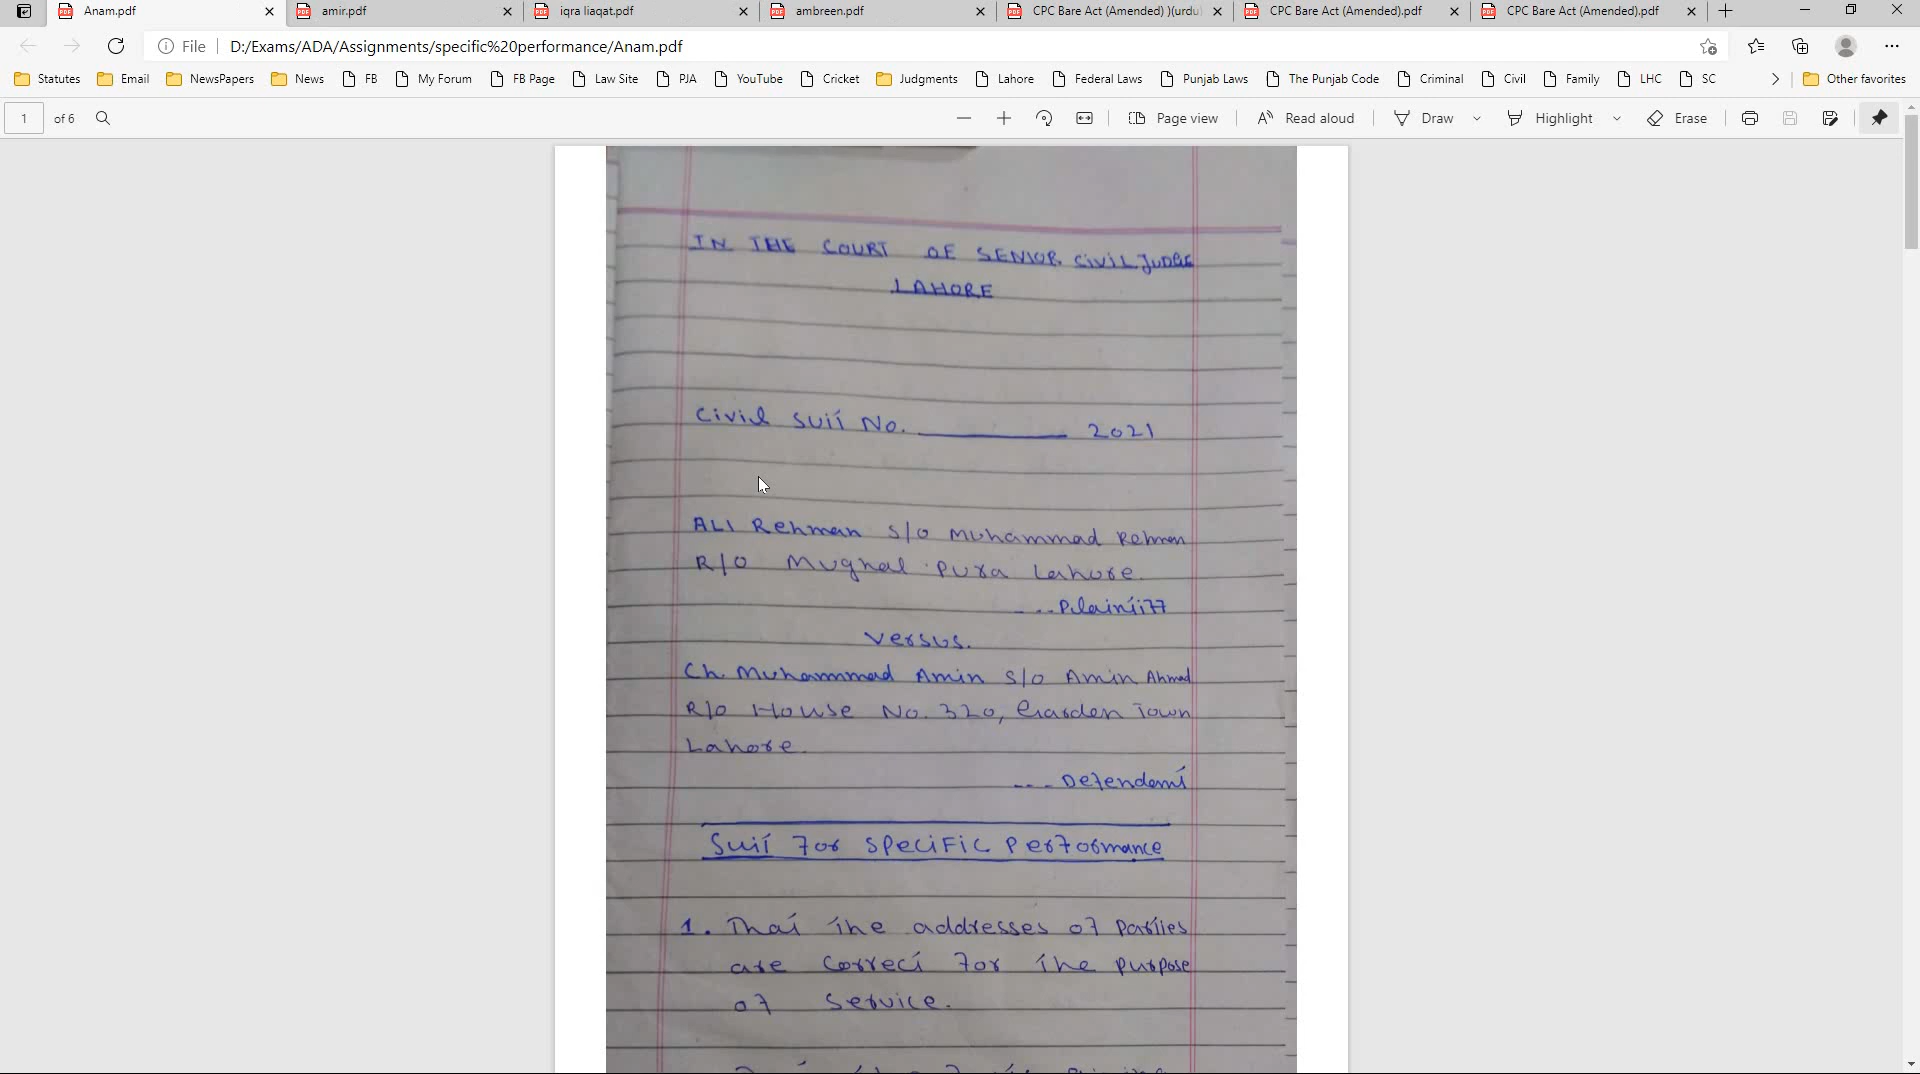 Anam.pdf
amir.pdf
iqra liaqat.pdf
ambreen.pdf
CPC Bare Act (Amended) )(urdu
CPC Bare Act (Amended).pdf
CPC Bare Act (Amended).pdf
File
D:/Exams/ADA/Assignments/specific%20performance/Anam.pdf
Statutes Email NewsPapers News FB My Forum FB Page Law Site PJA YouTube Cricket Judgments Lahore Federal Laws Punjab Laws The Punjab Code Criminal Civil Family LHC SC Other favorites
1 of 6 Page view Read aloud Draw Highlight Erase
IN THE COURT OF SENIOR CIVIL JUDGE
LAHORE
Civil Suit No. __________ 2021
ALI Rehman S/O Muhammad Rehman
R/O Mughal pura Lahore.
...Plaintiff
Versus.
Ch. Muhammad Amin S/O Amin Ahmad
R/O House No. 320, Garden Town
Lahore.
--- Defendant
Suit for Specific Performance
1. That the addresses of parties
are correct for the purpose
of service.